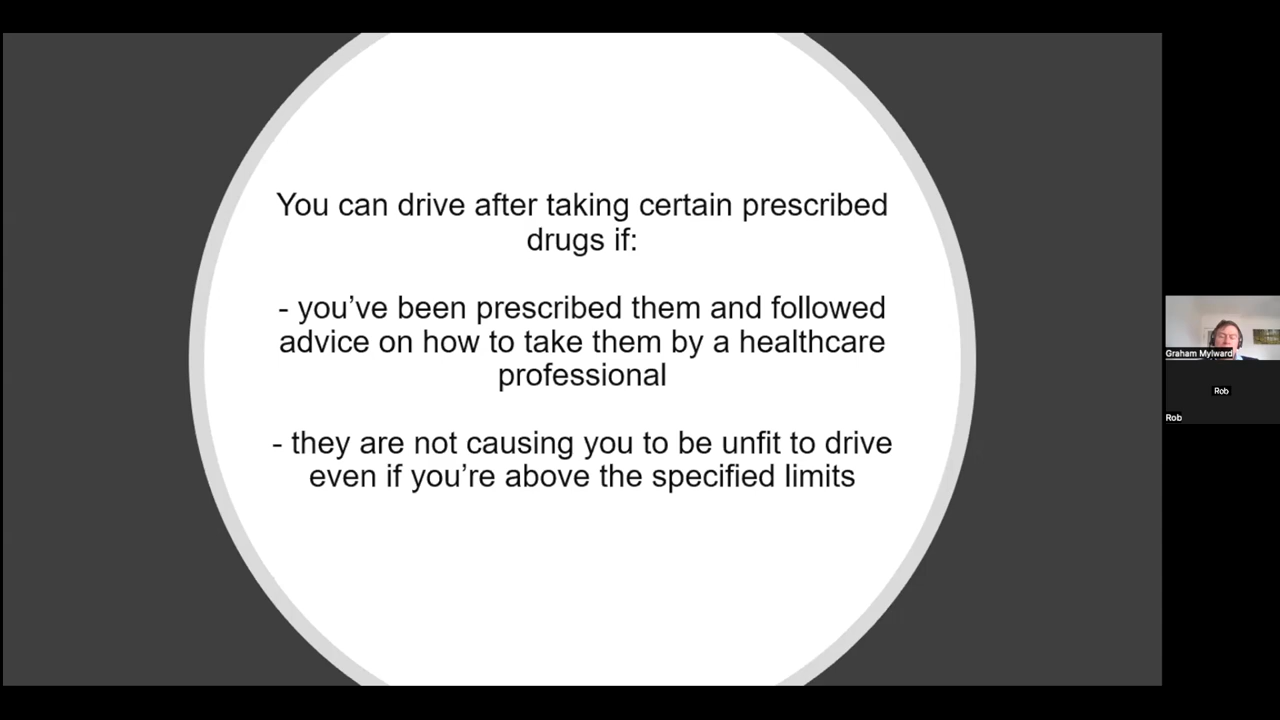 You can drive after taking certain prescribed
drugs if:
- you’ve been prescribed them and followed
advice on how to take them by a healthcare
professional
- they are not causing you to be unfit to drive
even if you’re above the specified limits
Graham Mylward
Rob
Rob